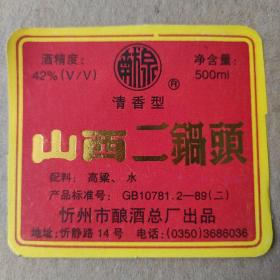 酒精度: 净含量:
42%(V/V) ® 500ml
清香型
山西二鍋頭
配料: 高粱、水
产品标准号: GB10781.2-89(二)
忻州市酿酒总厂出品
地址: 忻静路14号 电话: (0350)3686036